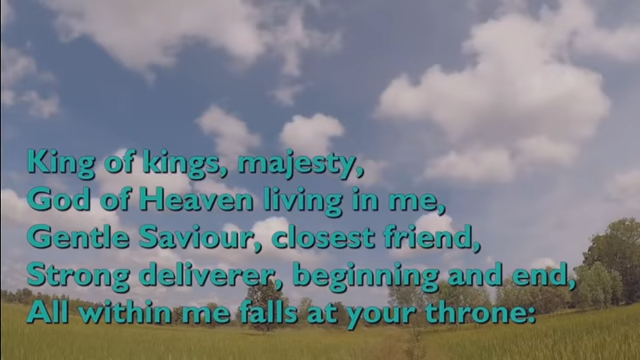 King of kings, majesty,
God of Heaven living in me,
Gentle Saviour, closest friend,
Strong deliverer, beginning and end,
All within me falls at your throne: